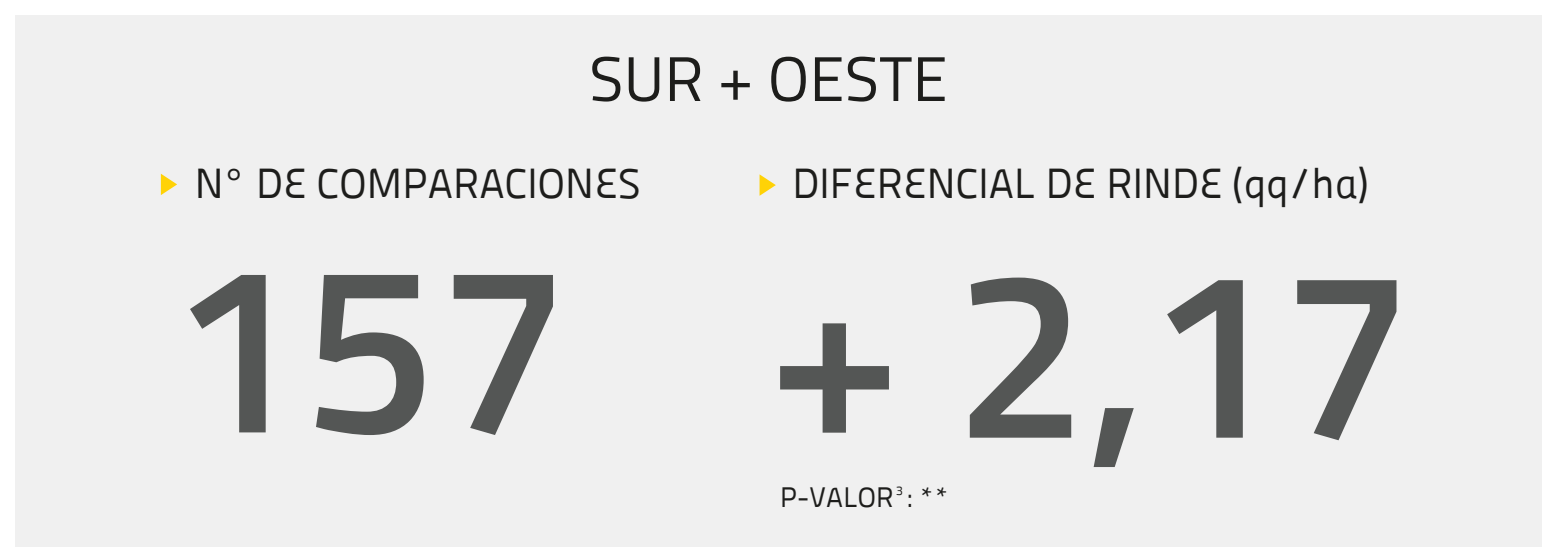 SUR + OESTE
N° DE COMPARACIONES
DIFERENCIAL DE RINDE (qq/ha)
157
+ 2,17
P-VALOR³: **